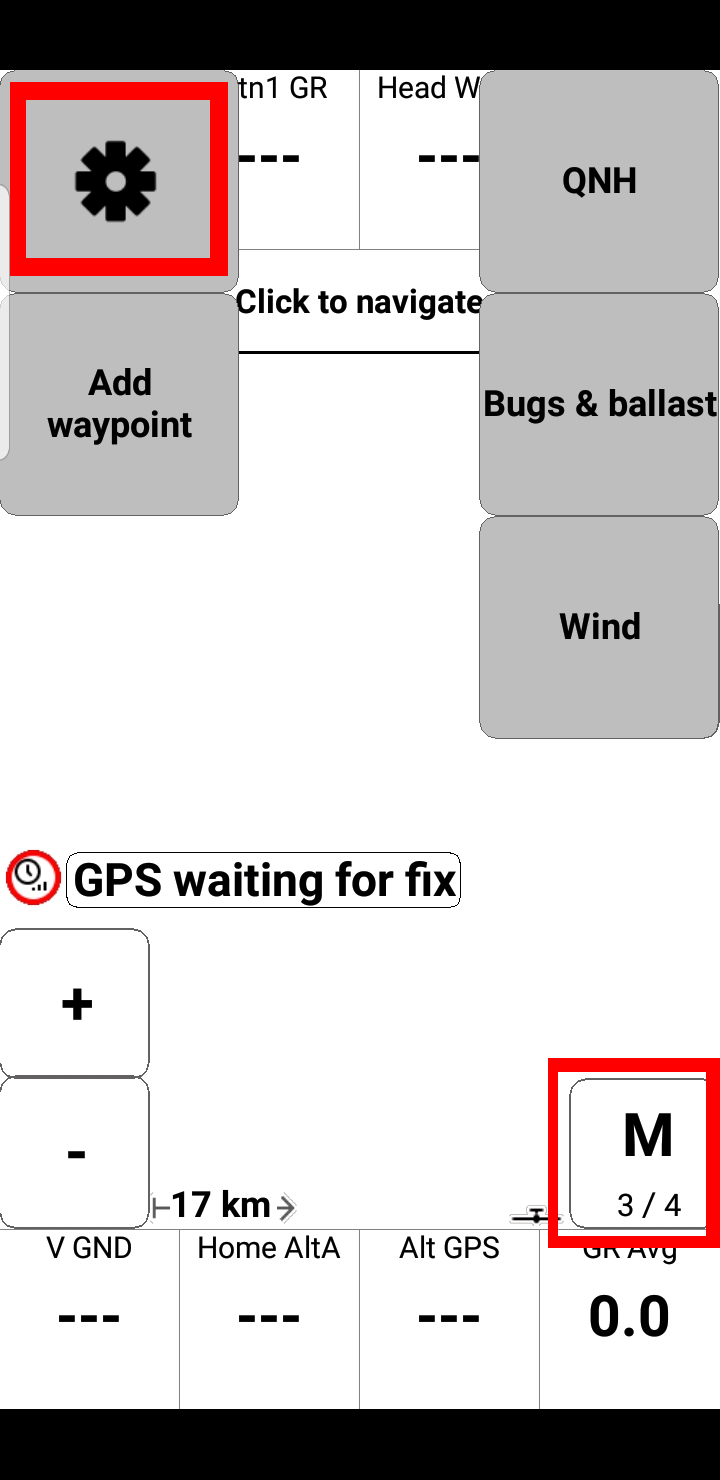 tn1 GR
Head W
---
---
QNH
Click to navigate
Add
waypoint
Bugs & ballast
Wind
GPS waiting for fix
+
-
M
3 / 4
17 km
V GND
Home AltA
Alt GPS
GR Avg
---
---
---
0.0